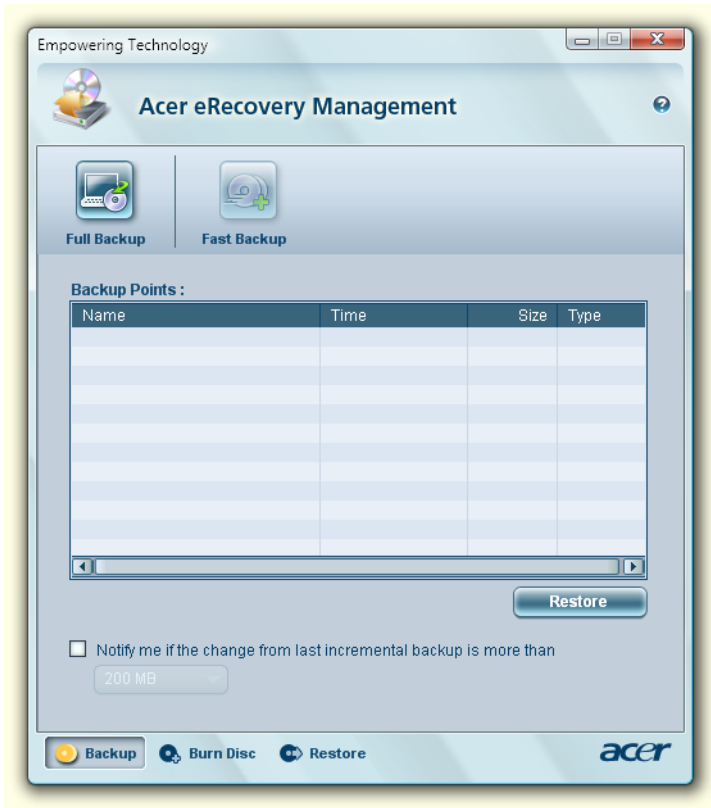 Empowering Technology
Acer eRecovery Management
Full Backup
Fast Backup
Backup Points :
Name Time Size Type
Restore
Notify me if the change from last incremental backup is more than
200 MB
Backup Burn Disc Restore acer